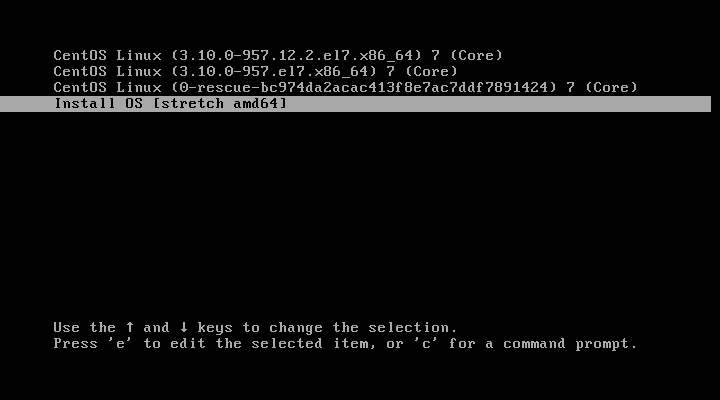 CentOS Linux (3.10.0-957.12.2.el7.x86_64) 7 (Core)
CentOS Linux (3.10.0-957.el7.x86_64) 7 (Core)
CentOS Linux (0-rescue-bc974da2acac413f8e7ac7ddf7891424) 7 (Core)
Install OS [stretch amd64]
Use the ↑ and ↓ keys to change the selection.
Press 'e' to edit the selected item, or 'c' for a command prompt.